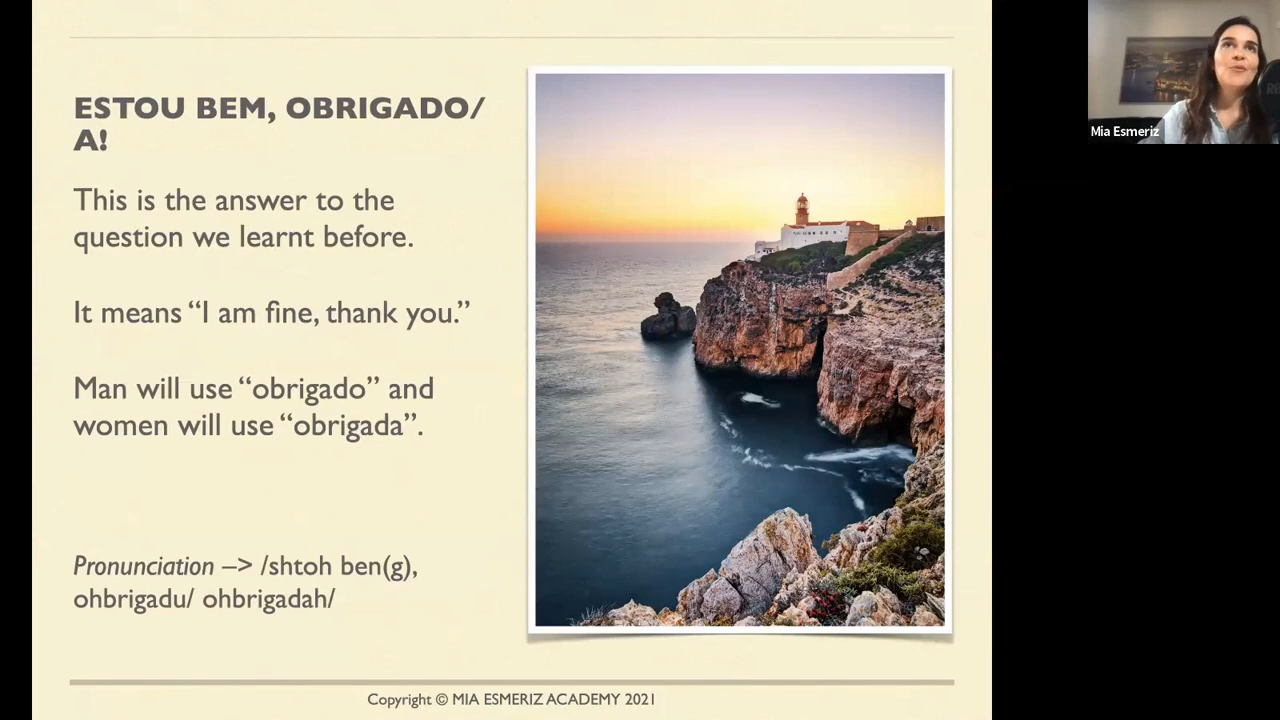 ESTOU BEM, OBRIGADO/
A!
This is the answer to the
question we learnt before.
It means “I am fine, thank you.”
Man will use “obrigado” and
women will use “obrigada”.
Pronunciation –> /shtoh ben(g),
ohbrigadu/ ohbrigadah/
Copyright © MIA ESMERIZ ACADEMY 2021
Mia Esmeriz